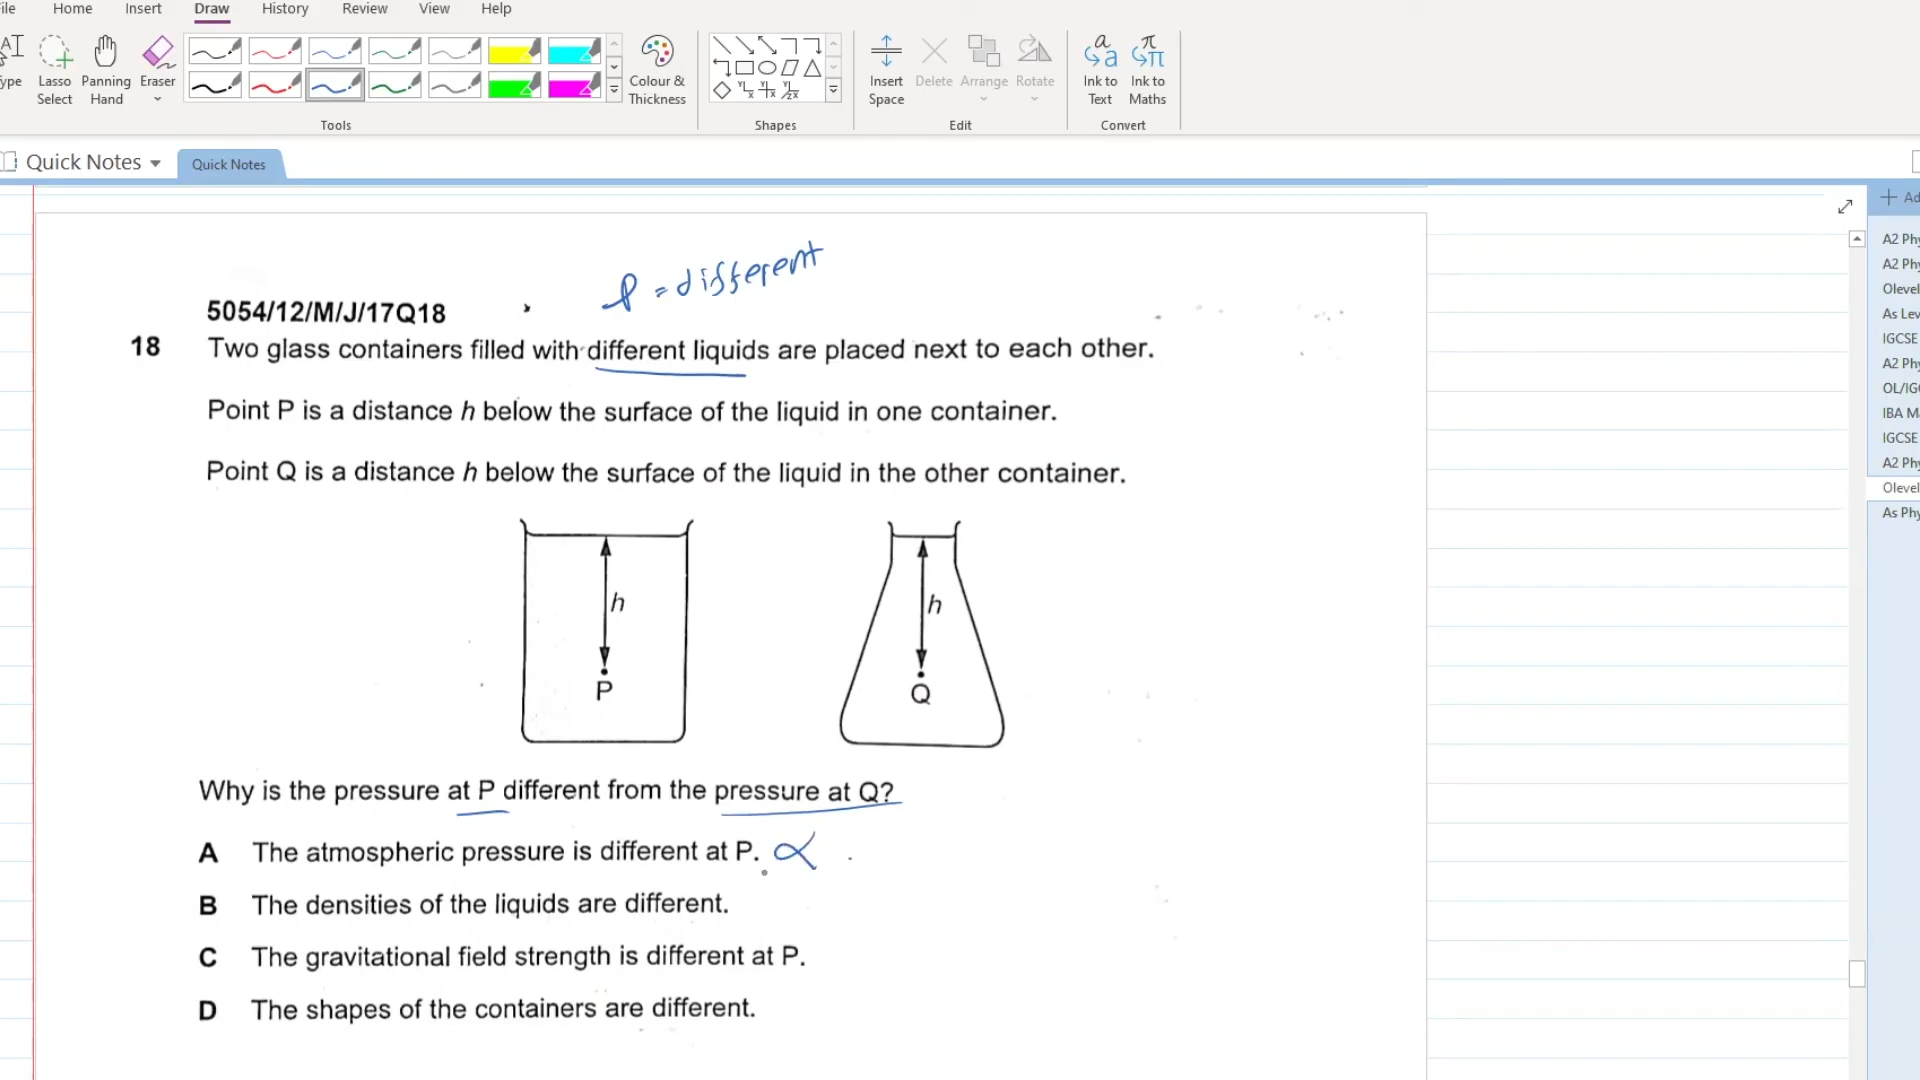 Home Insert Draw History Review View Help
Lasso Select
Panning Hand
Eraser
Colour & Thickness
Insert Space
Delete
Arrange
Rotate
Ink to Text
Ink to Maths
Tools
Shapes
Edit
Convert
Quick Notes
Quick Notes
ρ = different
5054/12/M/J/17Q18
18 Two glass containers filled with different liquids are placed next to each other.
Point P is a distance h below the surface of the liquid in one container.
Point Q is a distance h below the surface of the liquid in the other container.
h h
P Q
Why is the pressure at P different from the pressure at Q?
A The atmospheric pressure is different at P.
B The densities of the liquids are different.
C The gravitational field strength is different at P.
D The shapes of the containers are different.
A2 Phy
A2 Phy
Olevel
As Lev
IGCSE
A2 Phy
OL/IG
IBA M
IGCSE
A2 Phy
Olevel
As Phy